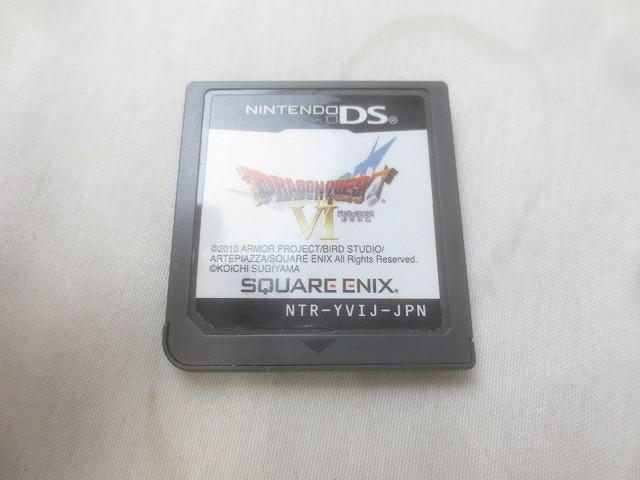 NINTENDO DS®
DRAGON QUEST
VI
©2010 ARMOR PROJECT/BIRD STUDIO/
ARTEPIAZZA/SQUARE ENIX All Rights Reserved.
©KOICHI SUGIYAMA
SQUARE ENIX®
NTR-YVIJ-JPN